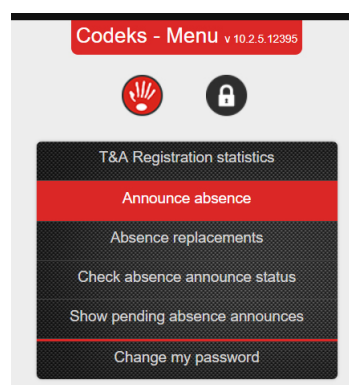 Codeks - Menu v 10.2.5.12395
T&A Registration statistics
Announce absence
Absence replacements
Check absence announce status
Show pending absence announces
Change my password